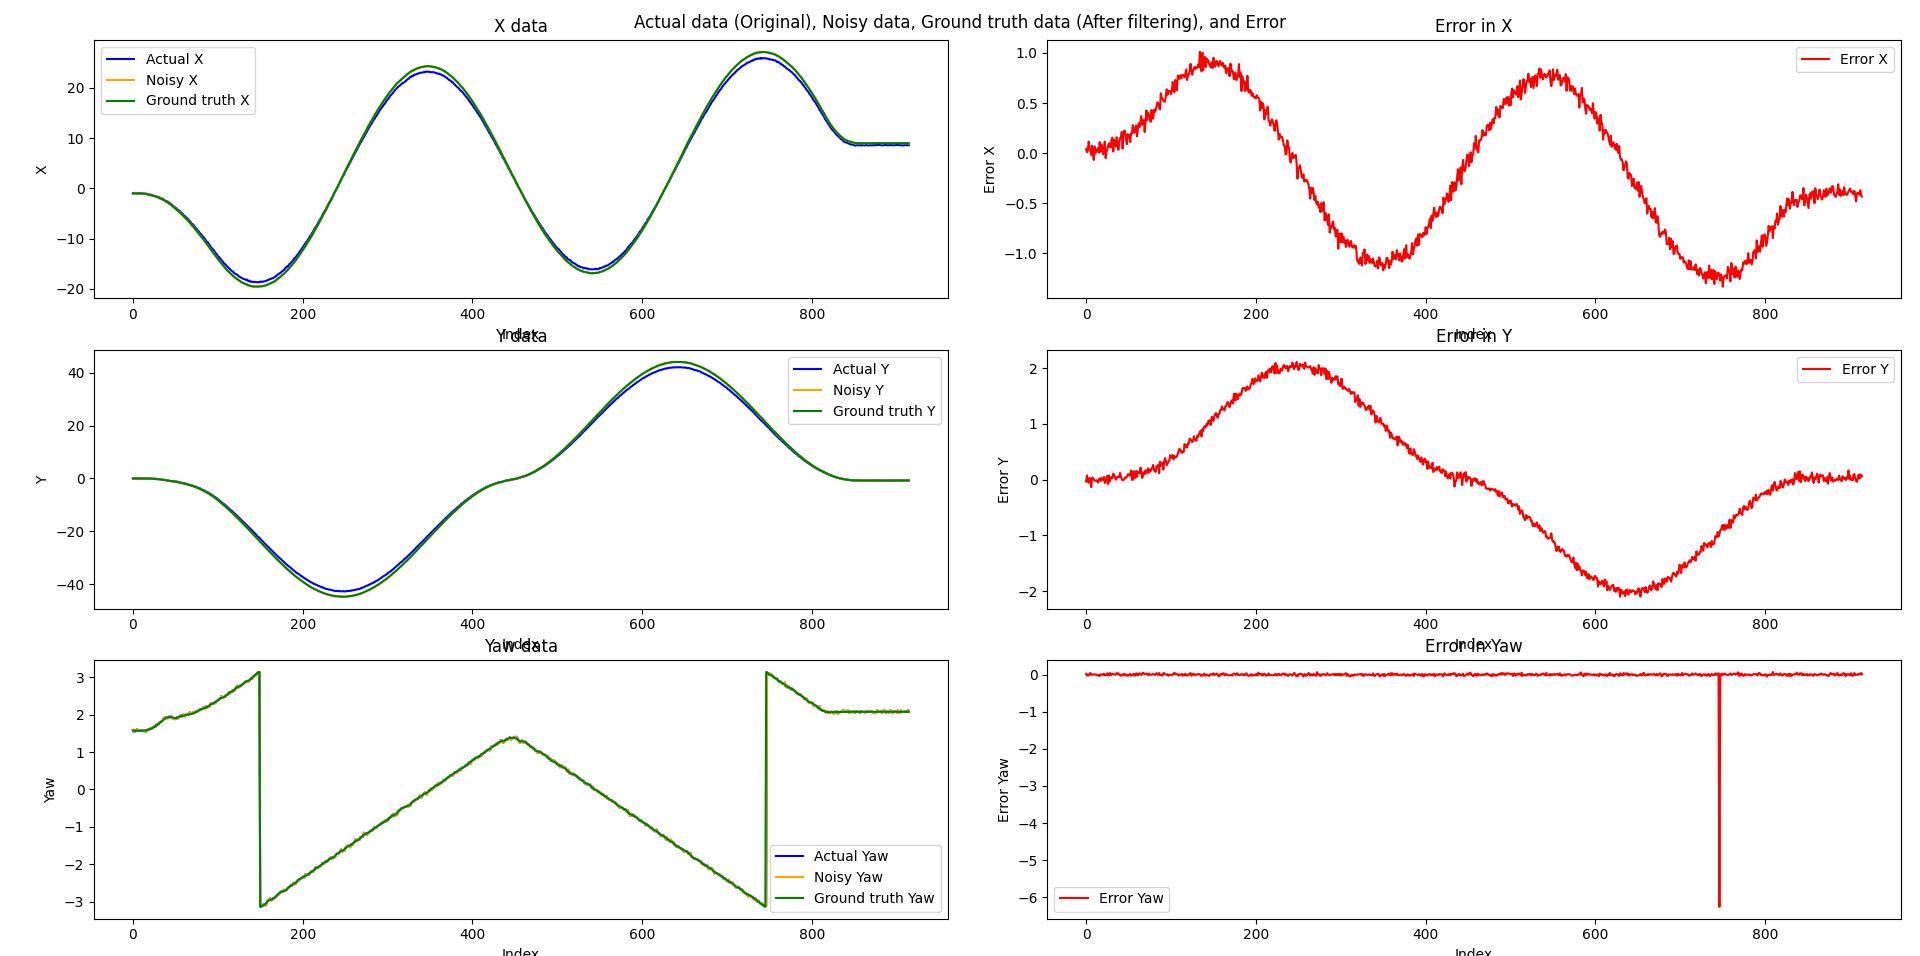 Actual data (Original), Noisy data, Ground truth data (After filtering), and Error
X data
Actual X
Noisy X
Ground truth X
X
20
10
0
−10
−20
0
200
400
600
800
Index
Error in X
Error X
Error X
1.0
0.5
0.0
−0.5
−1.0
0
200
400
600
800
Index
Y data
Actual Y
Noisy Y
Ground truth Y
Y
40
20
0
−20
−40
0
200
400
600
800
Index
Error in Y
Error Y
Error Y
2
1
0
−1
−2
0
200
400
600
800
Index
Yaw data
Actual Yaw
Noisy Yaw
Ground truth Yaw
Yaw
3
2
1
0
−1
−2
−3
0
200
400
600
800
Index
Error in Yaw
Error Yaw
Error Yaw
0
−1
−2
−3
−4
−5
−6
0
200
400
600
800
Index